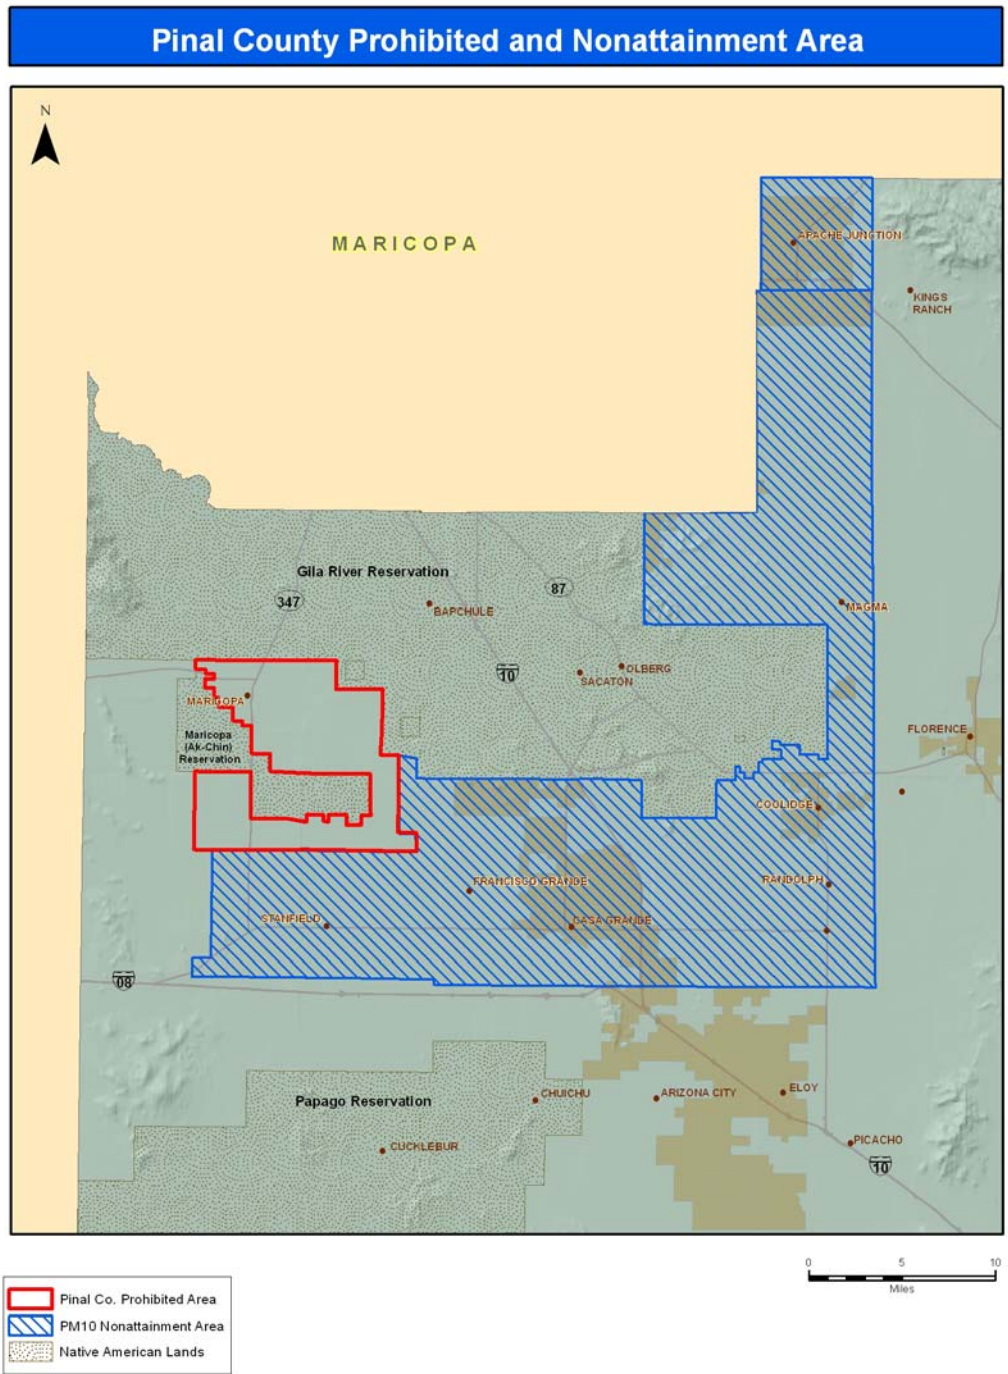 Pinal County Prohibited and Nonattainment Area
N
MARICOPA
APACHE JUNCTION
KINGS
RANCH
Gila River Reservation
87
347
BAPCHULE
MAGMA
10
OLBERG
SACATON
MARICOPA
FLORENCE
Maricopa
(Ak-Chin)
Reservation
COOLIDGE
FRANCISCO GRANDE
RANDOLPH
STANFIELD
CASA GRANDE
08
CHUICHU
ARIZONA CITY
ELOY
Papago Reservation
CUCKLEBUR
PICACHO
10
0 5 10
Miles
Pinal Co. Prohibited Area
PM10 Nonattainment Area
Native American Lands